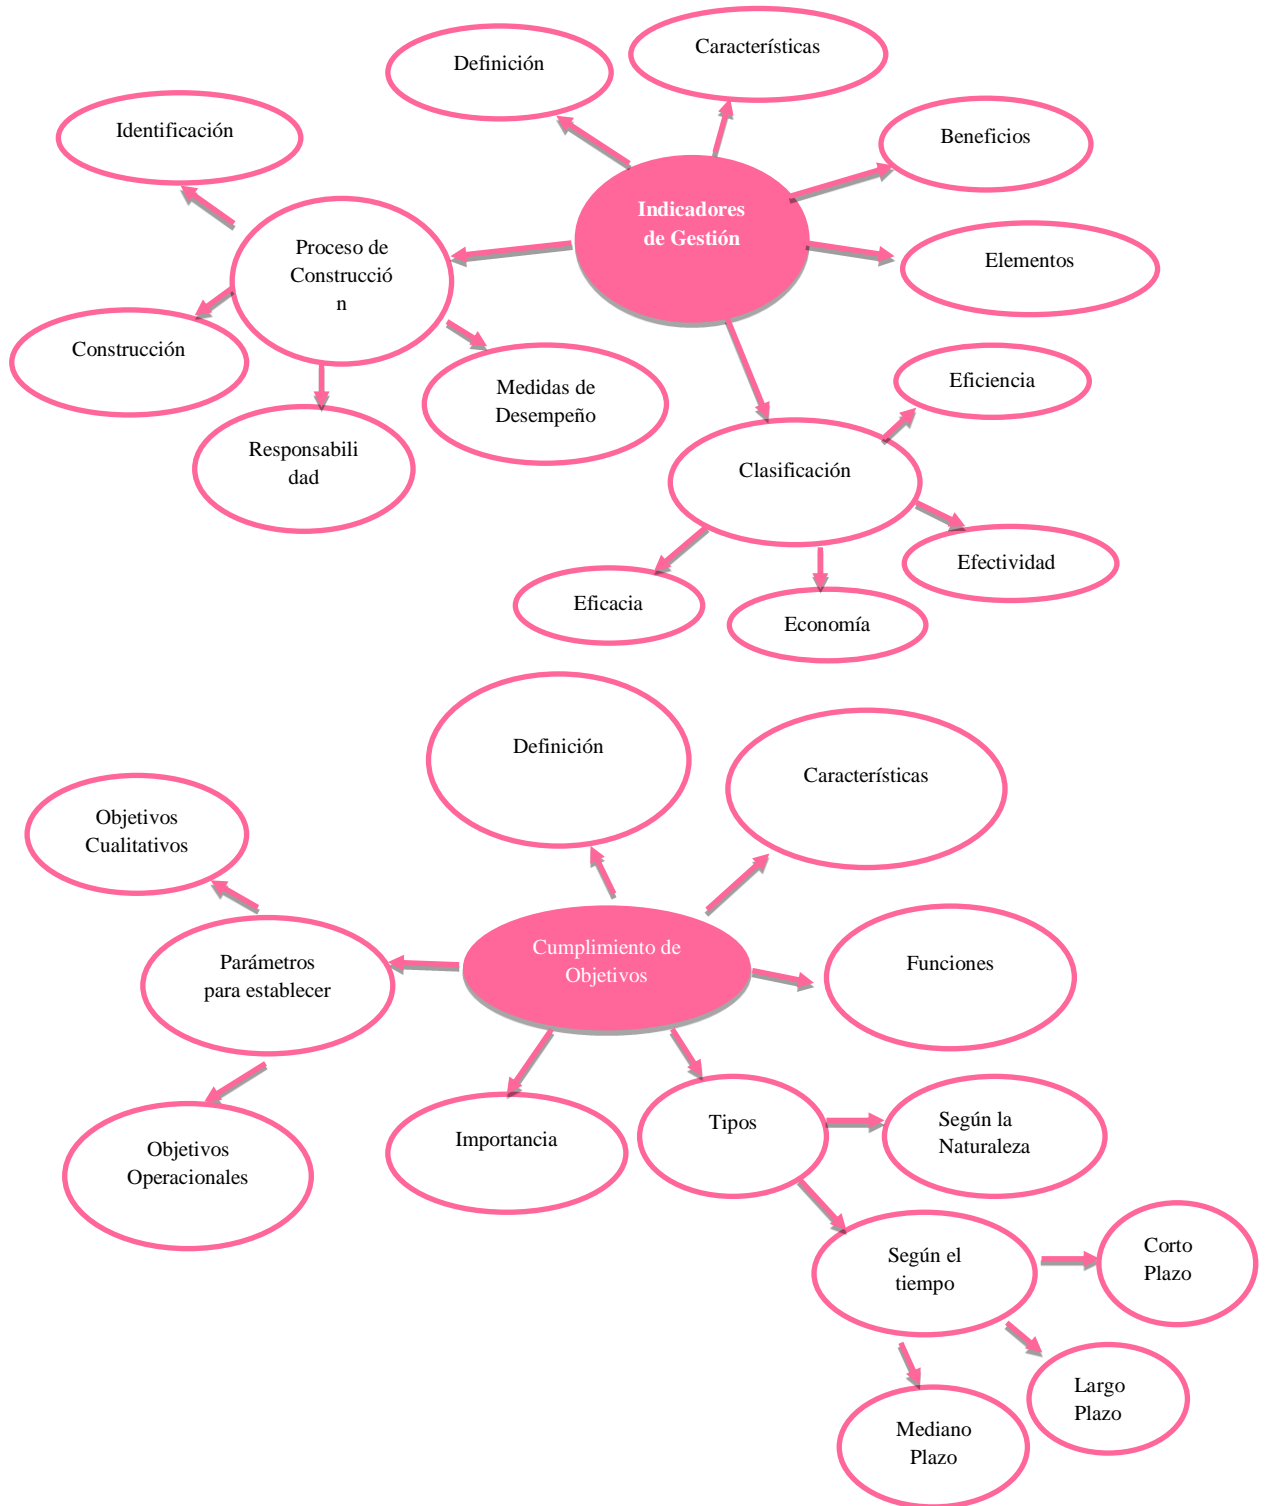 Características
Definición
Identificación
Beneficios
Indicadores
de Gestión
Proceso de
Construcció
n
Elementos
Construcción
Medidas de
Desempeño
Eficiencia
Responsabili
dad
Clasificación
Eficacia
Economía
Efectividad
Definición
Características
Objetivos
Cualitativos
Cumplimiento de
Objetivos
Parámetros
para establecer
Funciones
Objetivos
Operacionales
Importancia
Tipos
Según la
Naturaleza
Según el
tiempo
Corto
Plazo
Largo
Plazo
Mediano
Plazo